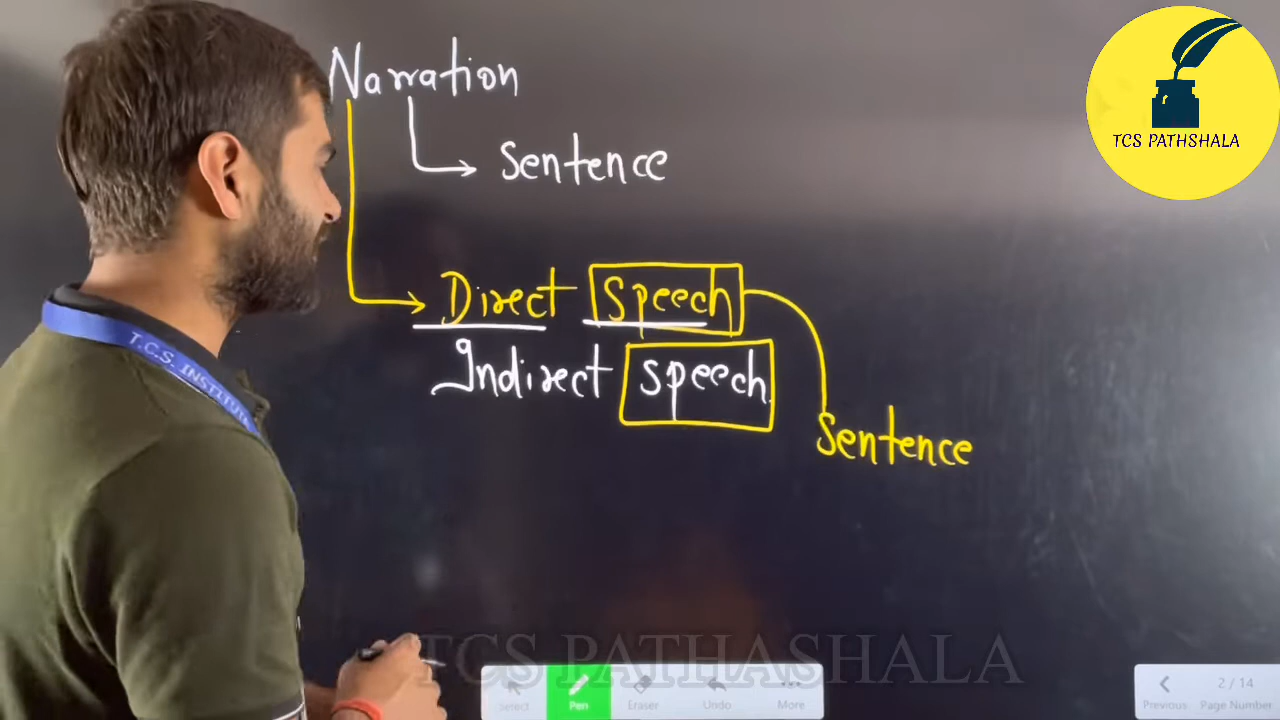 Narration
Sentence
Direct Speech
Indirect speech
Sentence
TCS PATHSHALA
T.C.S. INSTITUTE
TCS PATHASHALA
Select
Pen
Eraser
Undo
More
Previous
2 / 14
Page Number